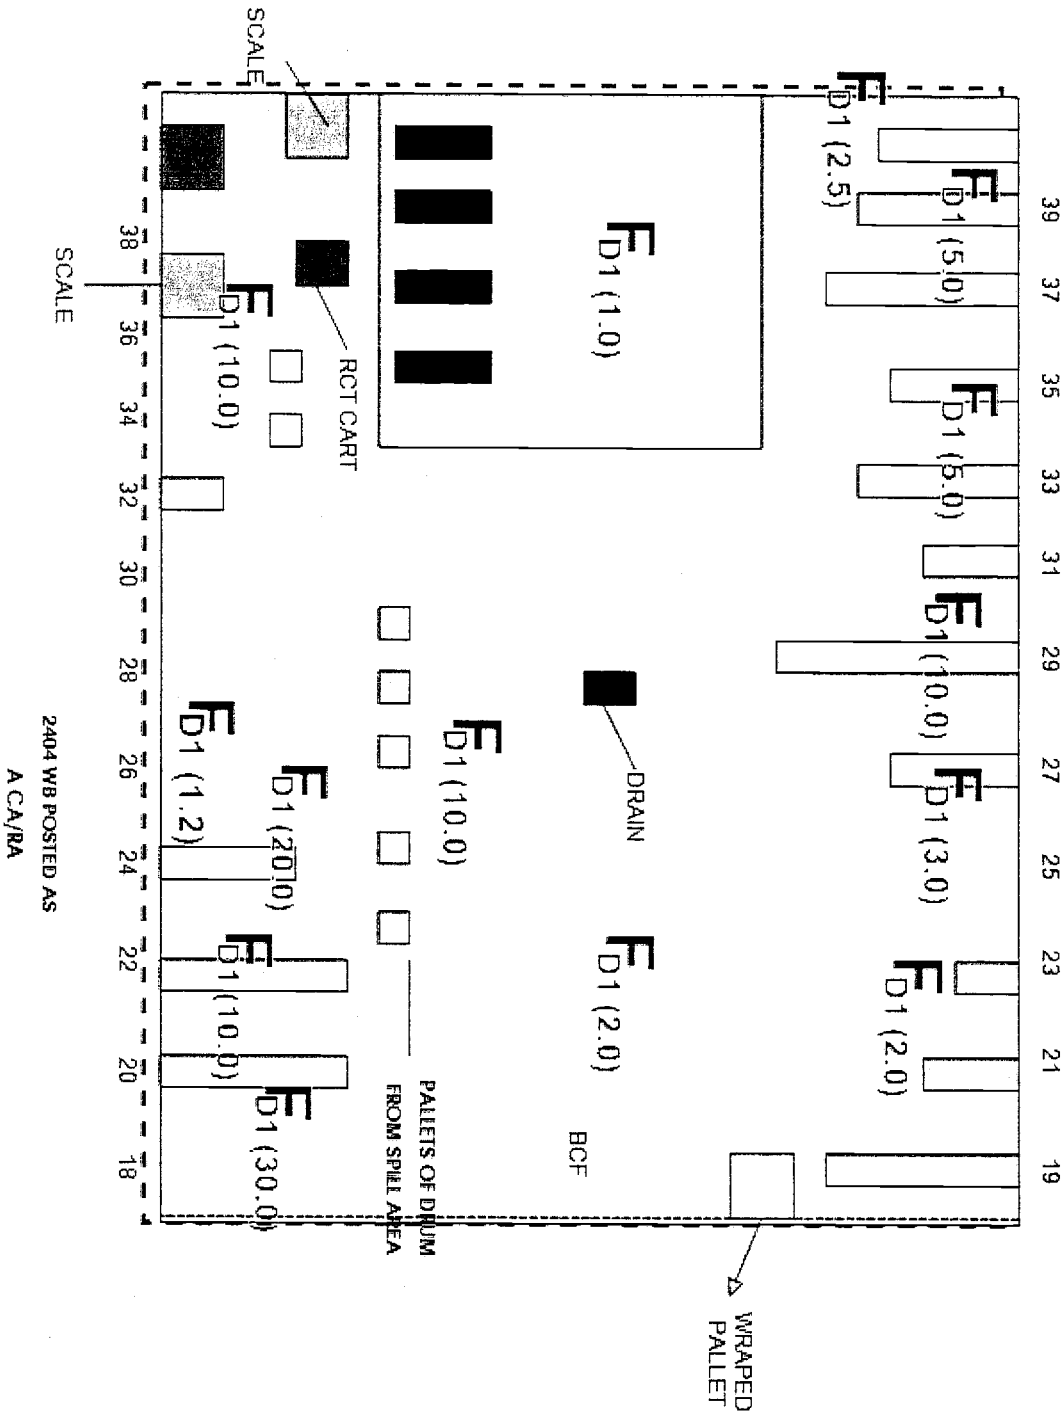 39 37 35 33 31 29 27 25 23 21 19
F
D1 (5.0)
F
D1 (5.0)
F
D1 (10.0)
F
D1 (3.0)
F
D1 (2.0)
F
D1 (2.5)
WRAPED
PALLET
F
D1 (1.0)
DRAIN
F
D1 (2.0)
BCF
F
D1 (10.0)
PALLETS OF DRUM
FROM SPILL AREA
RCT CART
SCALE
F
D1 (20.0)
F
D1 (30.0)
F
D1 (10.0)
F
D1 (10.0)
F
D1 (1.2)
38 36 34 32 30 28 26 24 22 20 18
SCALE
2404 WB POSTED AS
A CA/RA